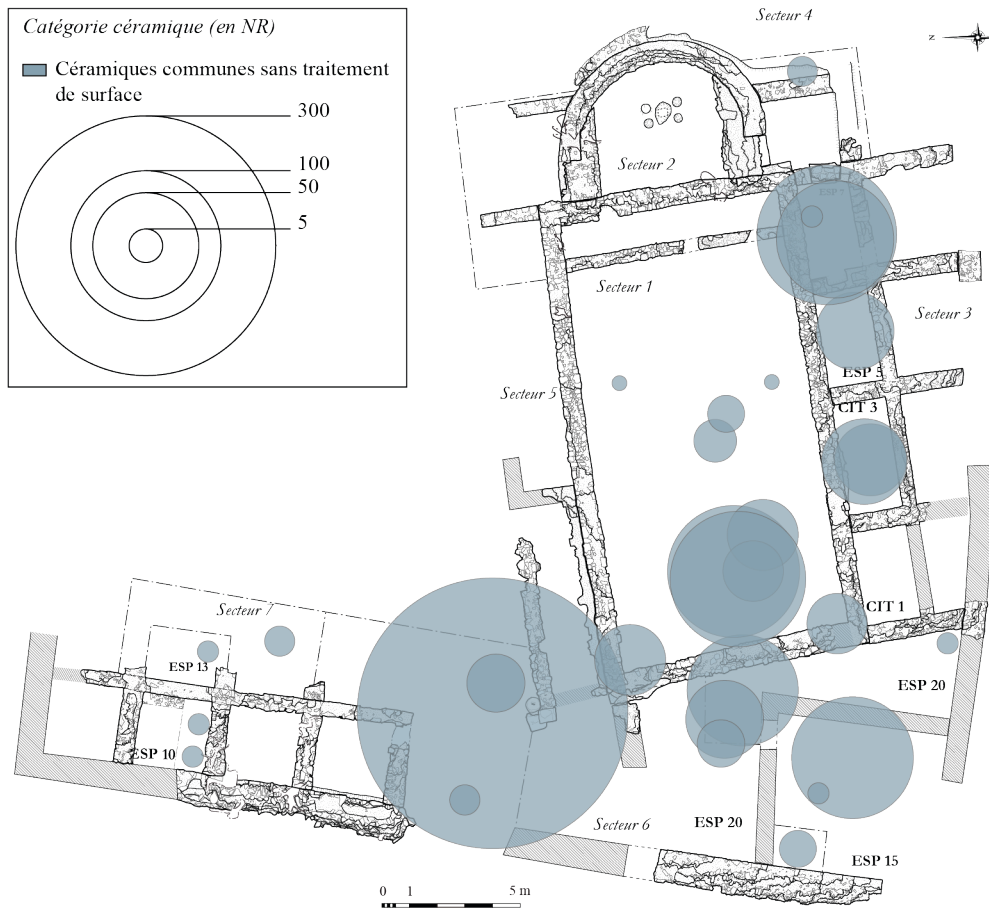 Catégorie céramique (en NR)
Céramiques communes sans traitement
de surface
300
100
50
5
Secteur 4
z
Secteur 2
ESP 1
Secteur 1
Secteur 3
ESP 5
Secteur 5
CIT 3
Secteur 7
CIT 1
ESP 13
ESP 20
ESP 10
Secteur 6
ESP 20
ESP 15
0 1 5 m